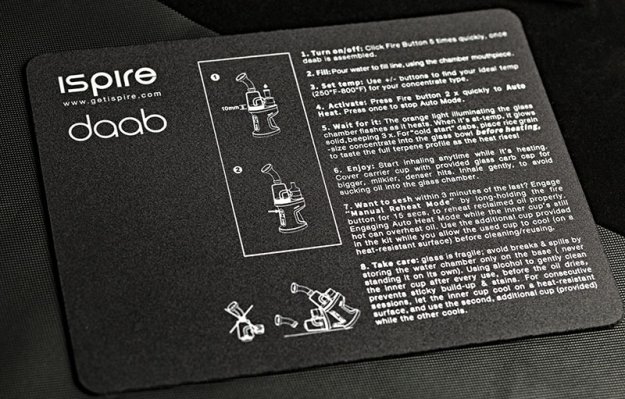 ıspire
www.getispire.com
daab
1
10mm
2
1. Turn on/off: Click Fire Button 5 times quickly, once
daab is assembled.
2. Fill: Pour water to fill line, using the chamber mouthpiece.
3. Set temp: Use +/- buttons to find your ideal temp
(250°F-800°F) for your concentrate type.
4. Activate: Press Fire button 2 x quickly to Auto
Heat. Press once to stop Auto Mode.
5. Wait for it: The orange light illuminating the glass
chamber flashes as it heats. When it's at-temp, it glows
solid, beeping 3 x. For "cold start" dabs, place rice grain
-size concentrate into the glass bowl before heating,
to taste the full terpene profile as the heat rises!
6. Enjoy: Start inhaling anytime while it's heating.
Cover carrier cup with provided glass carb cap for
bigger, milkier, denser hits. Inhale gently, to avoid
sucking oil into the glass chamber.
7. Want to sesh within 3 minutes of the last? Engage
"Manual Reheat Mode" by long-holding the fire
button for 15 secs, to reheat reclaimed oil properly.
Engaging Auto Heat Mode while the inner cup's still
hot can overheat oil. Use the additional cup provided
in the kit while you allow the used cup to cool (on a
heat-resistant surface) before cleaning/reusing.
8. Take care: glass is fragile; avoid breaks & spills by
storing the water chamber only on the base ( never
standing it on its own). Using alcohol to gently clean
the inner cup after every use, before the oil dries,
prevents sticky build-up & stains. For consecutive
sessions, let the inner cup cool on a heat-resistant
surface, and use the second, additional cup (provided)
while the other cools.